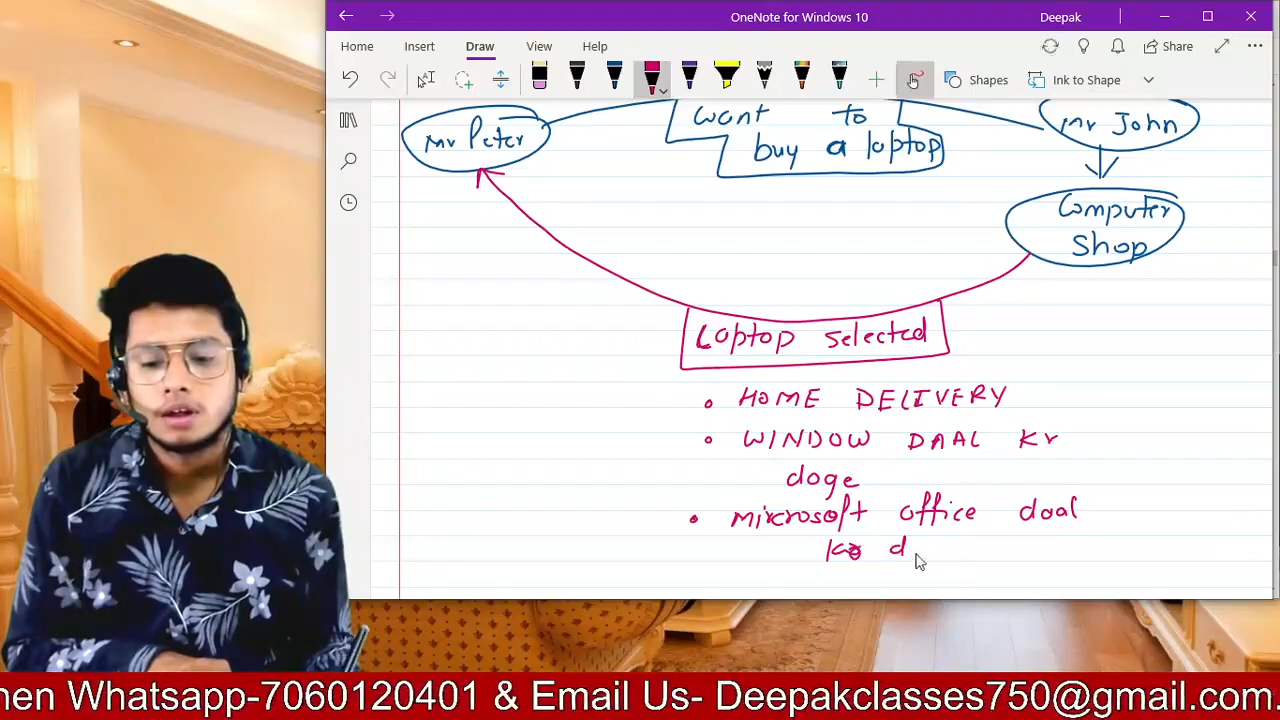 OneNote for Windows 10
Deepak
Home Insert Draw View Help
Share
Shapes
Ink to Shape
want to
buy a laptop
Mr Peter
Mr John
Computer
Shop
Laptop selected
• HOME DELIVERY
• WINDOW DAAL Kr
doge
• mircrosoft office daal
d
hen Whatsapp-7060120401 & Email Us- Deepakclasses750@gmail.com.